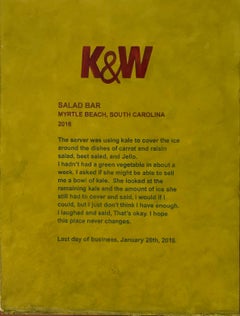 K&W
SALAD BAR
MYRTLE BEACH, SOUTH CAROLINA
2016
The server was using kale to cover the ice
around the dishes of carrot and raisin
salad, beet salad, and Jello.
I hadn't had a green vegetable in about a
week. I asked if she might be able to sell
me a bowl of kale. She looked at the
remaining kale and the amount of ice she
still had to cover and said, I would if I
could, but I just don't think I have enough.
I laughed and said, That's okay. I hope
this place never changes.
Last day of business, January 28th, 2018.